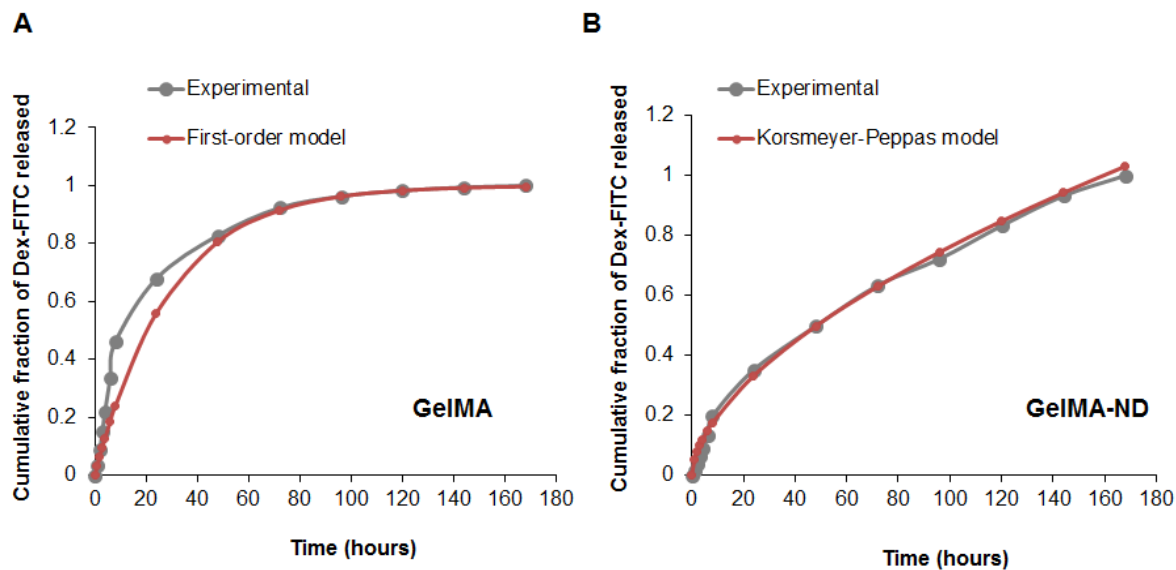 A
Experimental
First-order model
Cumulative fraction of Dex-FITC released
1.2
1
0.8
0.6
0.4
0.2
0
GelMA
0 20 40 60 80 100 120 140 160 180
Time (hours)
B
Experimental
Korsmeyer-Peppas model
Cumulative fraction of Dex-FITC released
1.2
1
0.8
0.6
0.4
0.2
0
GelMA-ND
0 20 40 60 80 100 120 140 160 180
Time (hours)